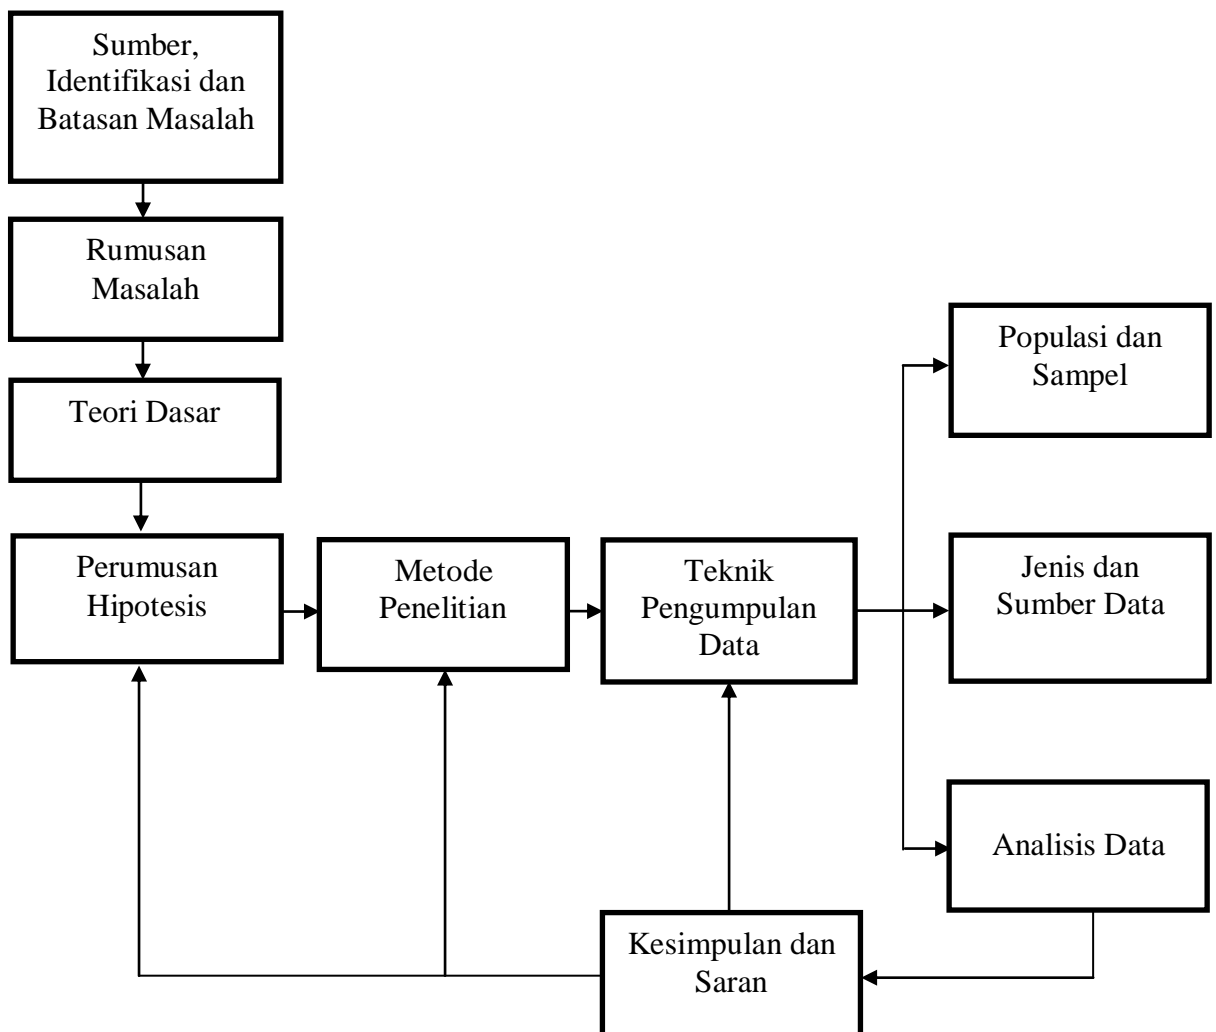 Sumber,
Identifikasi dan
Batasan Masalah
Rumusan
Masalah
Teori Dasar
Perumusan
Hipotesis
Metode
Penelitian
Teknik
Pengumpulan
Data
Populasi dan
Sampel
Jenis dan
Sumber Data
Analisis Data
Kesimpulan dan
Saran